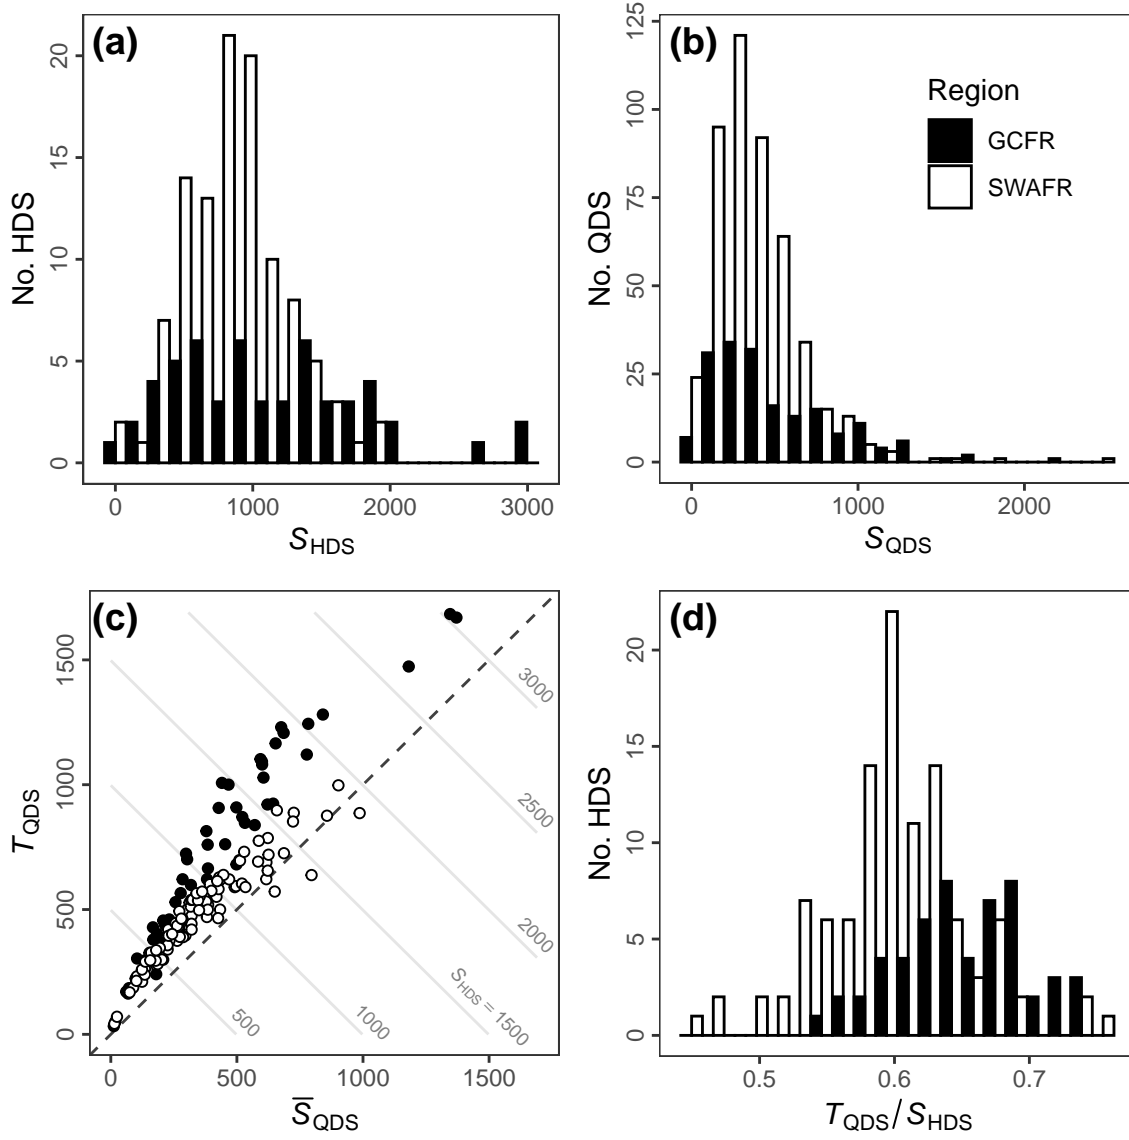 (a)
No. HDS
20
15
10
5
0
0 1000 2000 3000
S_HDS
(b)
No. QDS
125
100
75
50
25
0
0 1000 2000
S_QDS
Region
GCFR
SWAFR
(c)
T_QDS
1500
1000
500
0
0 500 1000 1500
S̅_QDS
3000
2500
2000
S_HDS = 1500
1000
500
(d)
No. HDS
20
15
10
5
0
0.5 0.6 0.7
T_QDS/S_HDS